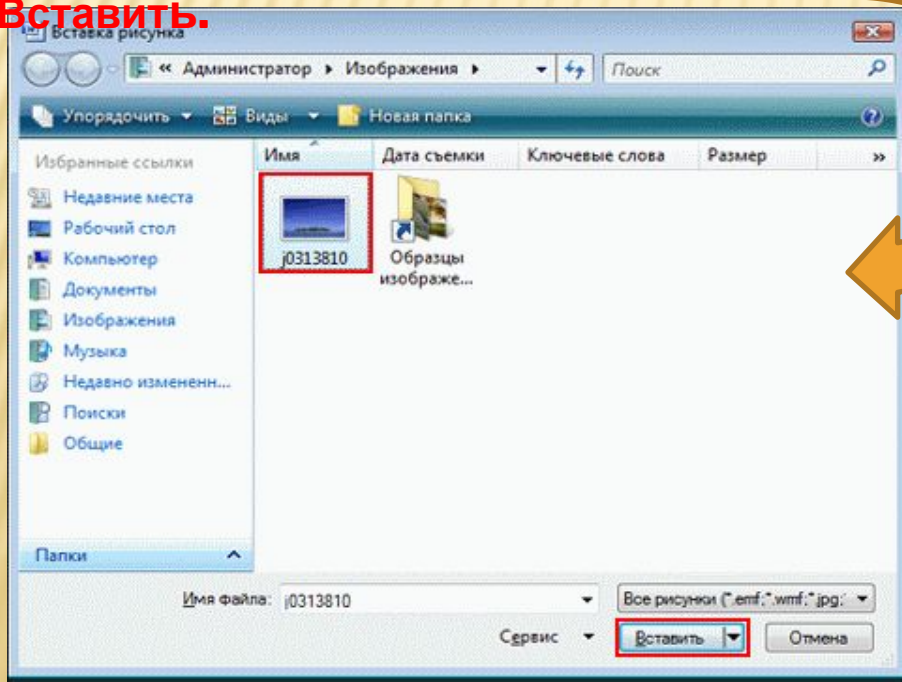 Вставить.
Вставка рисунка
« Администратор ▸ Изображения ▸
Поиск
Упорядочить ▾ Виды ▾ Новая папка
Избранные ссылки
Недавние места
Рабочий стол
Компьютер
Документы
Изображения
Музыка
Недавно измененн...
Поиски
Общие
Папки
Имя Дата съемки Ключевые слова Размер »
j0313810
Образцы
изображе...
Имя файла: j0313810
Все рисунки (*.emf;*.wmf;*.jpg;
Сервис Вставить Отмена